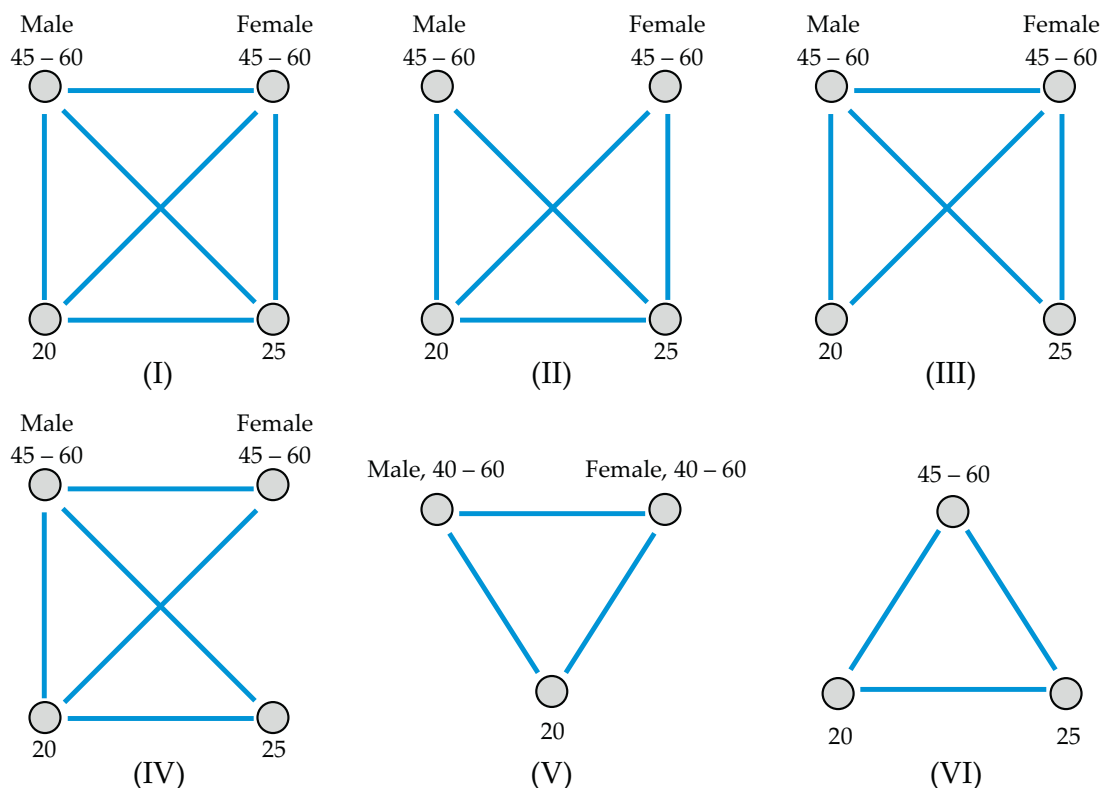 Male Female Male Female Male Female
45 – 60 45 – 60 45 – 60 45 – 60 45 – 60 45 – 60
20 25 20 25 20 25
(I) (II) (III)
Male Female
45 – 60 45 – 60 Male, 40 – 60 Female, 40 – 60 45 – 60
20 25 20 20 25
(IV) (V) (VI)